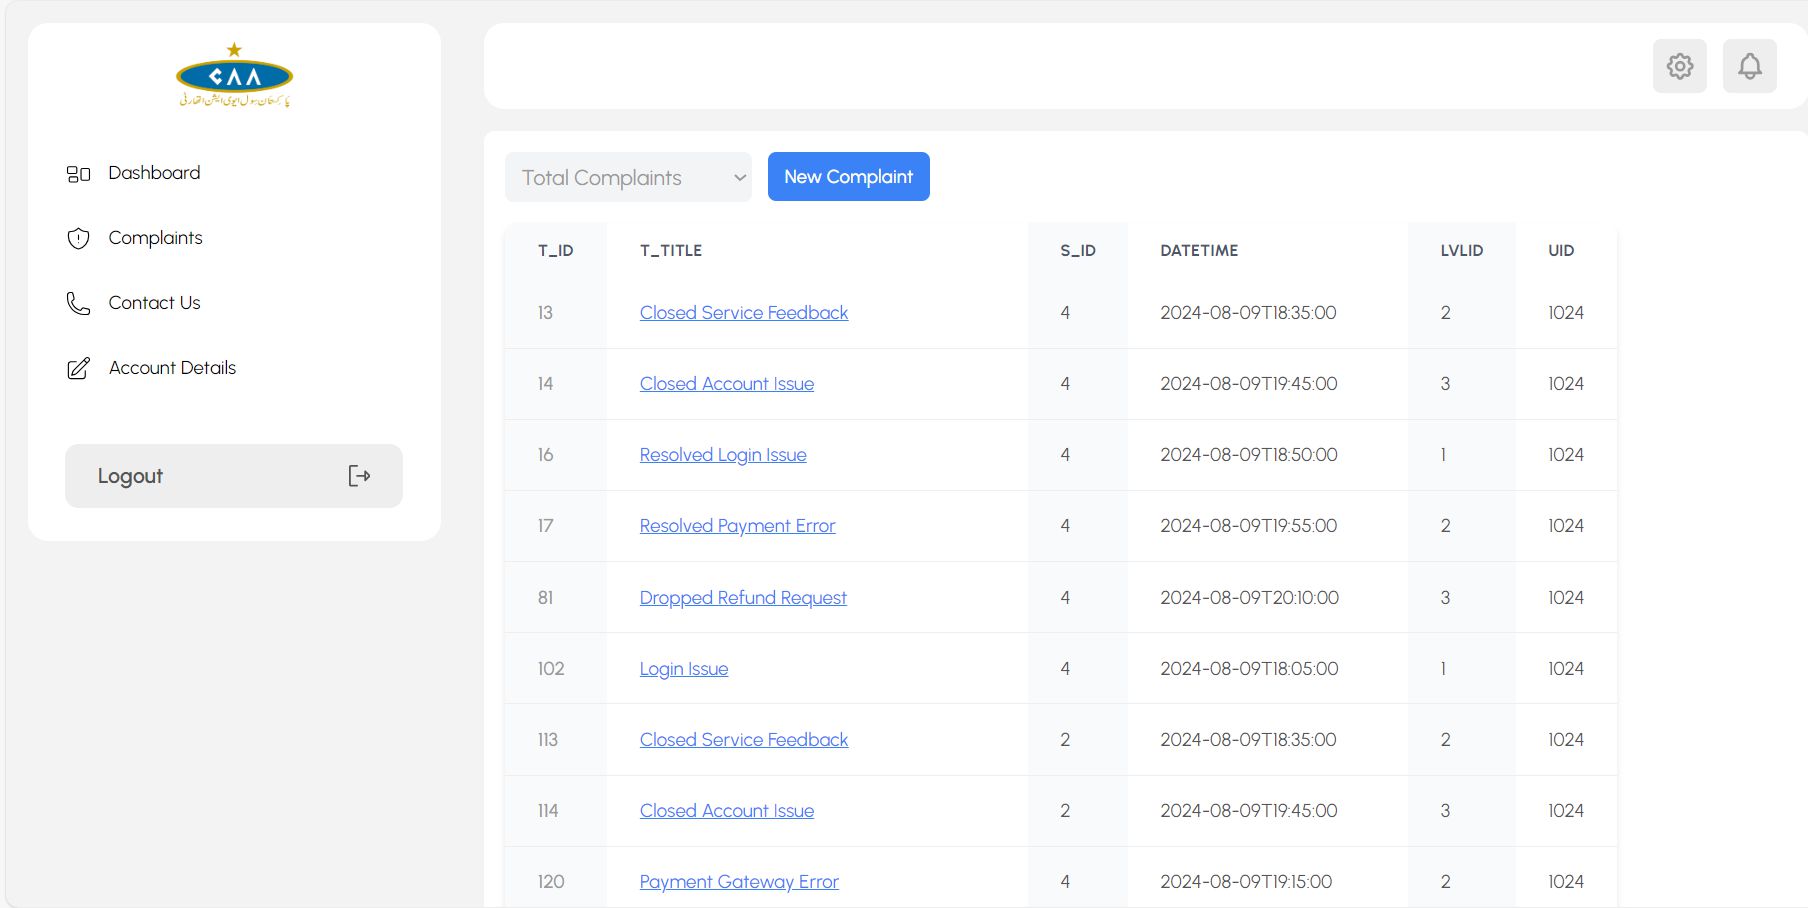 CAA
پاکستان سول ایوی ایشن اتھارٹی
Dashboard
Complaints
Contact Us
Account Details
Logout
Total Complaints
New Complaint
T_ID T_TITLE S_ID DATETIME LVLID UID
13 Closed Service Feedback 4 2024-08-09T18:35:00 2 1024
14 Closed Account Issue 4 2024-08-09T19:45:00 3 1024
16 Resolved Login Issue 4 2024-08-09T18:50:00 1 1024
17 Resolved Payment Error 4 2024-08-09T19:55:00 2 1024
81 Dropped Refund Request 4 2024-08-09T20:10:00 3 1024
102 Login Issue 4 2024-08-09T18:05:00 1 1024
113 Closed Service Feedback 2 2024-08-09T18:35:00 2 1024
114 Closed Account Issue 2 2024-08-09T19:45:00 3 1024
120 Payment Gateway Error 4 2024-08-09T19:15:00 2 1024